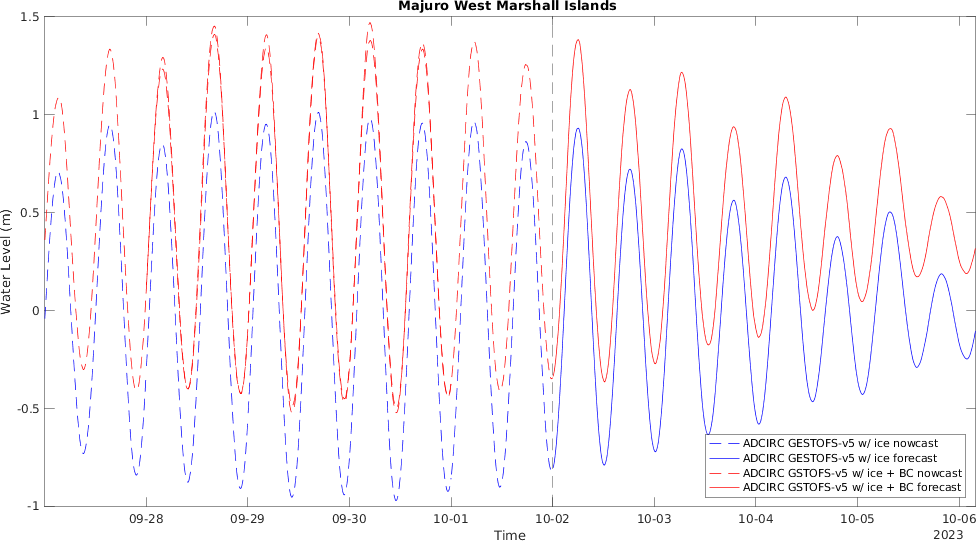 Majuro West Marshall Islands
1.5
1
0.5
0
-0.5
-1
Water Level (m)
ADCIRC GESTOFS-v5 w/ ice nowcast
ADCIRC GESTOFS-v5 w/ ice forecast
ADCIRC GSTOFS-v5 w/ ice + BC nowcast
ADCIRC GSTOFS-v5 w/ ice + BC forecast
09-28 09-29 09-30 10-01 10-02 10-03 10-04 10-05 10-06
Time
2023